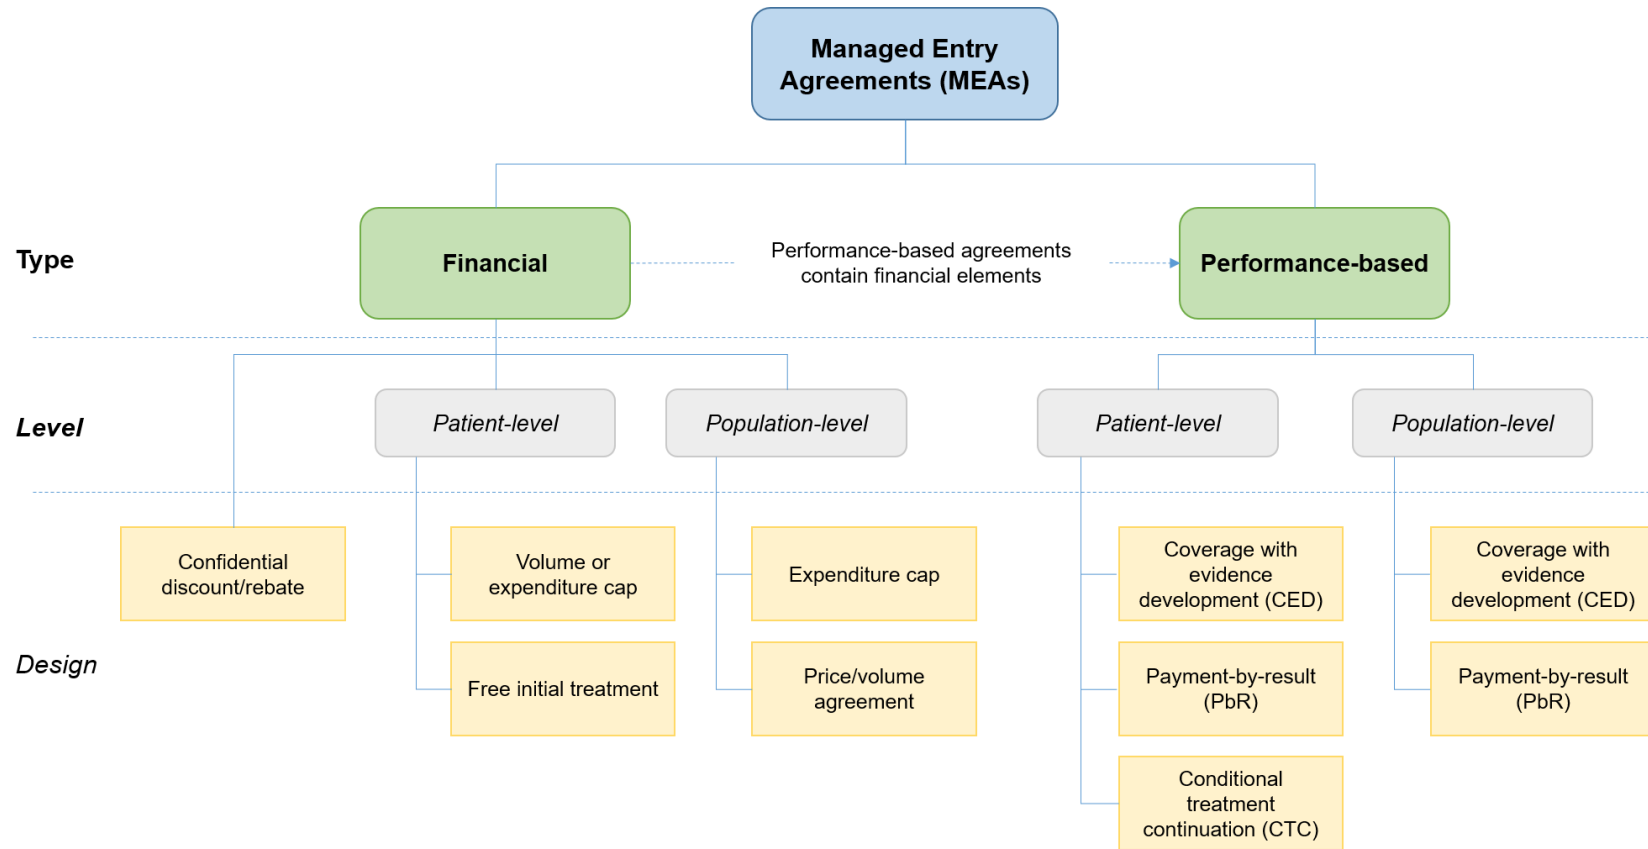 Managed Entry
Agreements (MEAs)
Type
Financial
Performance-based agreements
contain financial elements
Performance-based
Level
Patient-level
Population-level
Patient-level
Population-level
Design
Confidential
discount/rebate
Volume or
expenditure cap
Expenditure cap
Coverage with
evidence
development (CED)
Coverage with
evidence
development (CED)
Free initial treatment
Price/volume
agreement
Payment-by-result
(PbR)
Payment-by-result
(PbR)
Conditional
treatment
continuation (CTC)